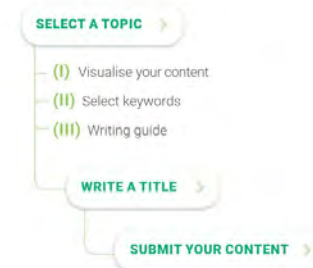 SELECT A TOPIC
(I) Visualise your content
(II) Select keywords
(III) Writing guide
WRITE A TITLE
SUBMIT YOUR CONTENT